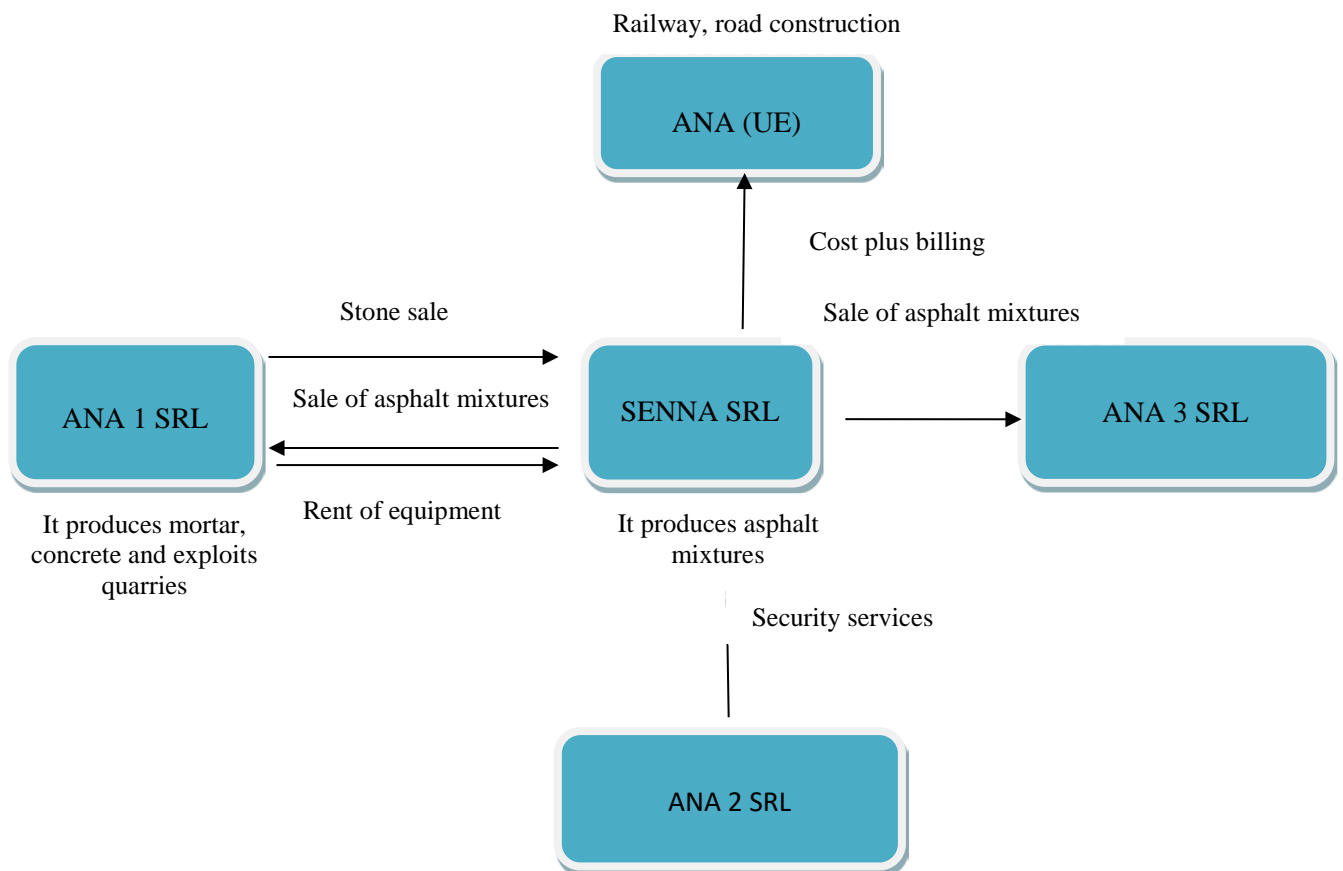 Railway, road construction
ANA (UE)
Cost plus billing
Stone sale
Sale of asphalt mixtures
ANA 1 SRL
Sale of asphalt mixtures
SENNA SRL
ANA 3 SRL
Rent of equipment
It produces mortar,
concrete and exploits
quarries
It produces asphalt
mixtures
Security services
ANA 2 SRL